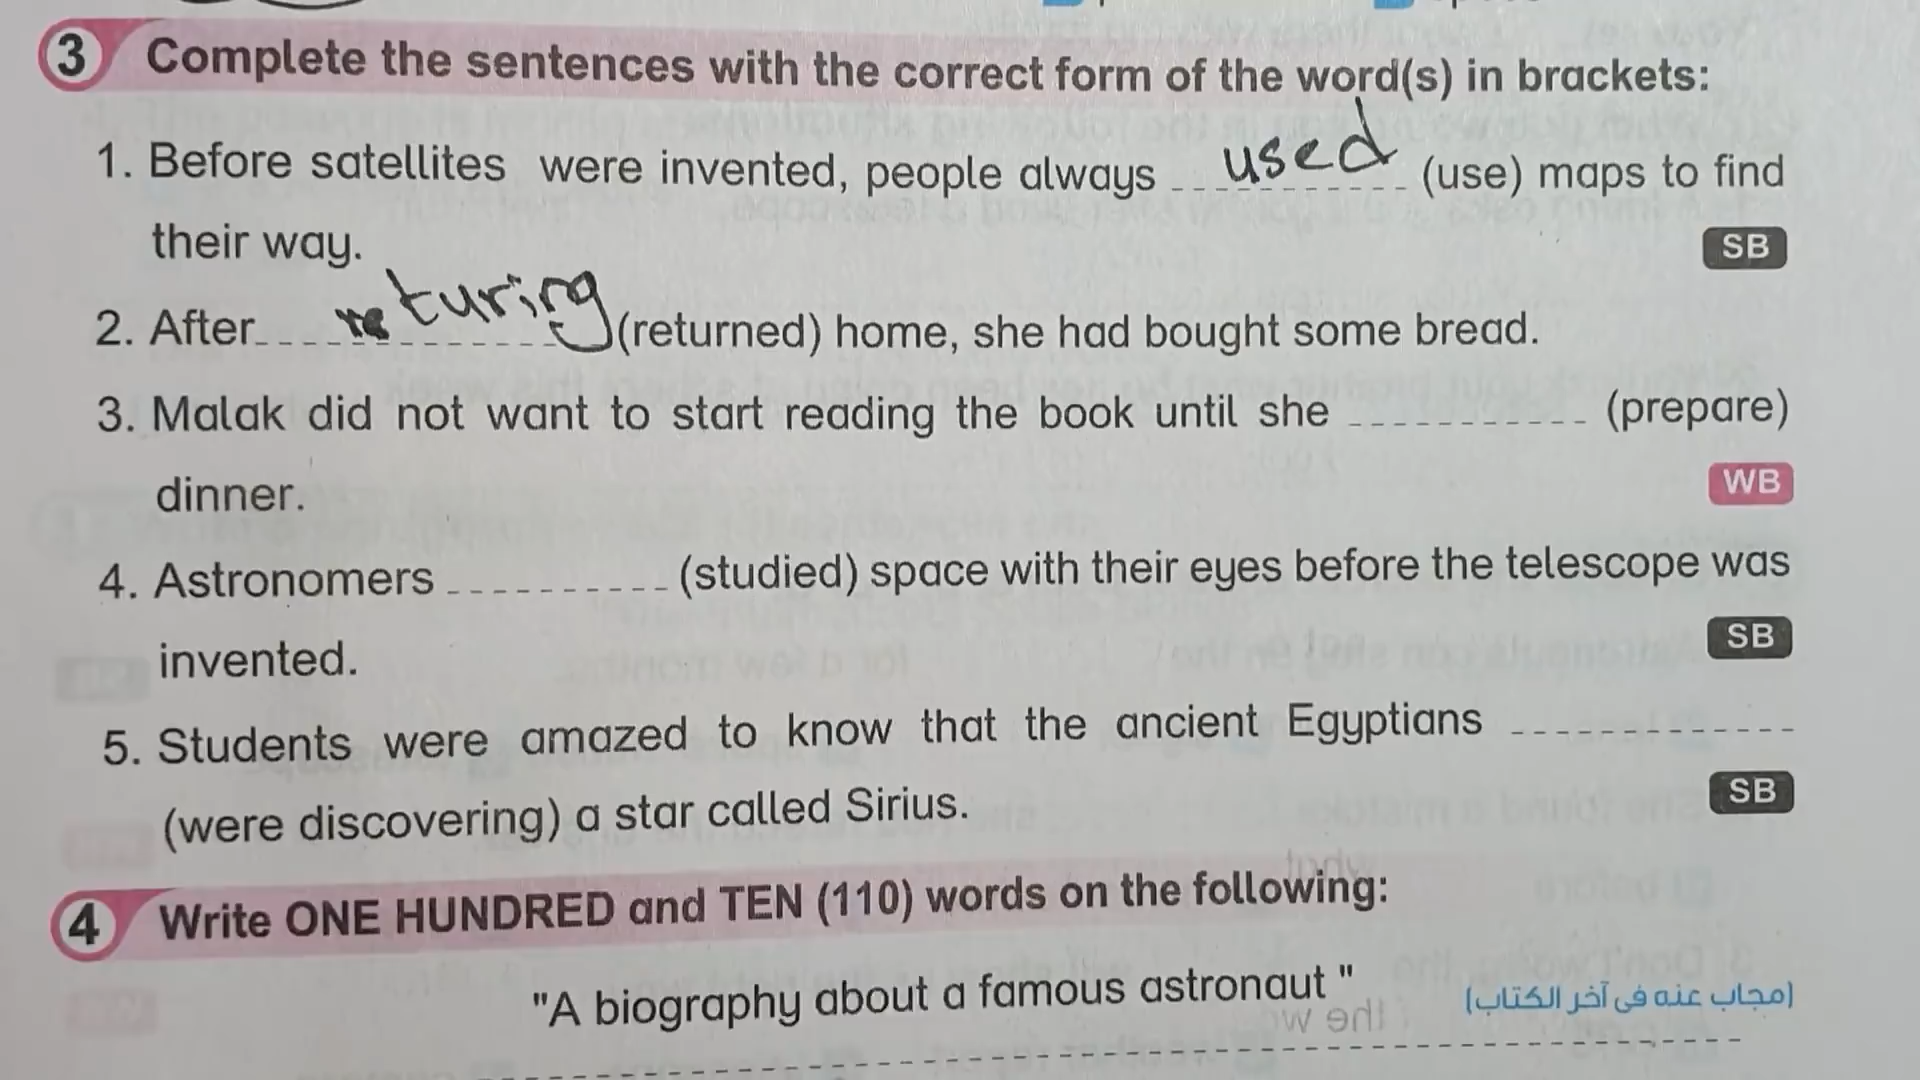 3 Complete the sentences with the correct form of the word(s) in brackets:
1. Before satellites were invented, people always used (use) maps to find
their way. SB
2. After returing (returned) home, she had bought some bread.
3. Malak did not want to start reading the book until she ........... (prepare)
dinner. WB
4. Astronomers .......... (studied) space with their eyes before the telescope was
invented. SB
5. Students were amazed to know that the ancient Egyptians .............
(were discovering) a star called Sirius. SB
4 Write ONE HUNDRED and TEN (110) words on the following:
"A biography about a famous astronaut " (مجاب عنه فى آخر الكتاب)